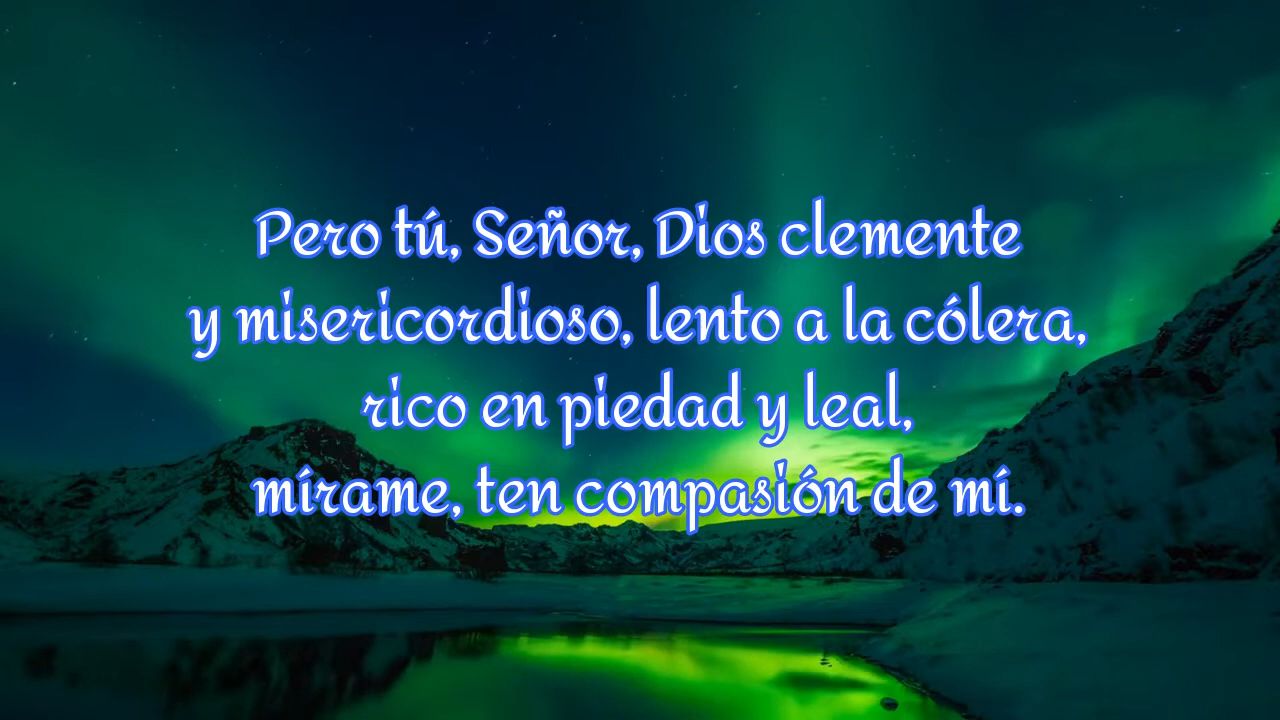 Pero tú, Señor, Dios clemente
y misericordioso, lento a la cólera,
rico en piedad y leal,
mírame, ten compasión de mí.